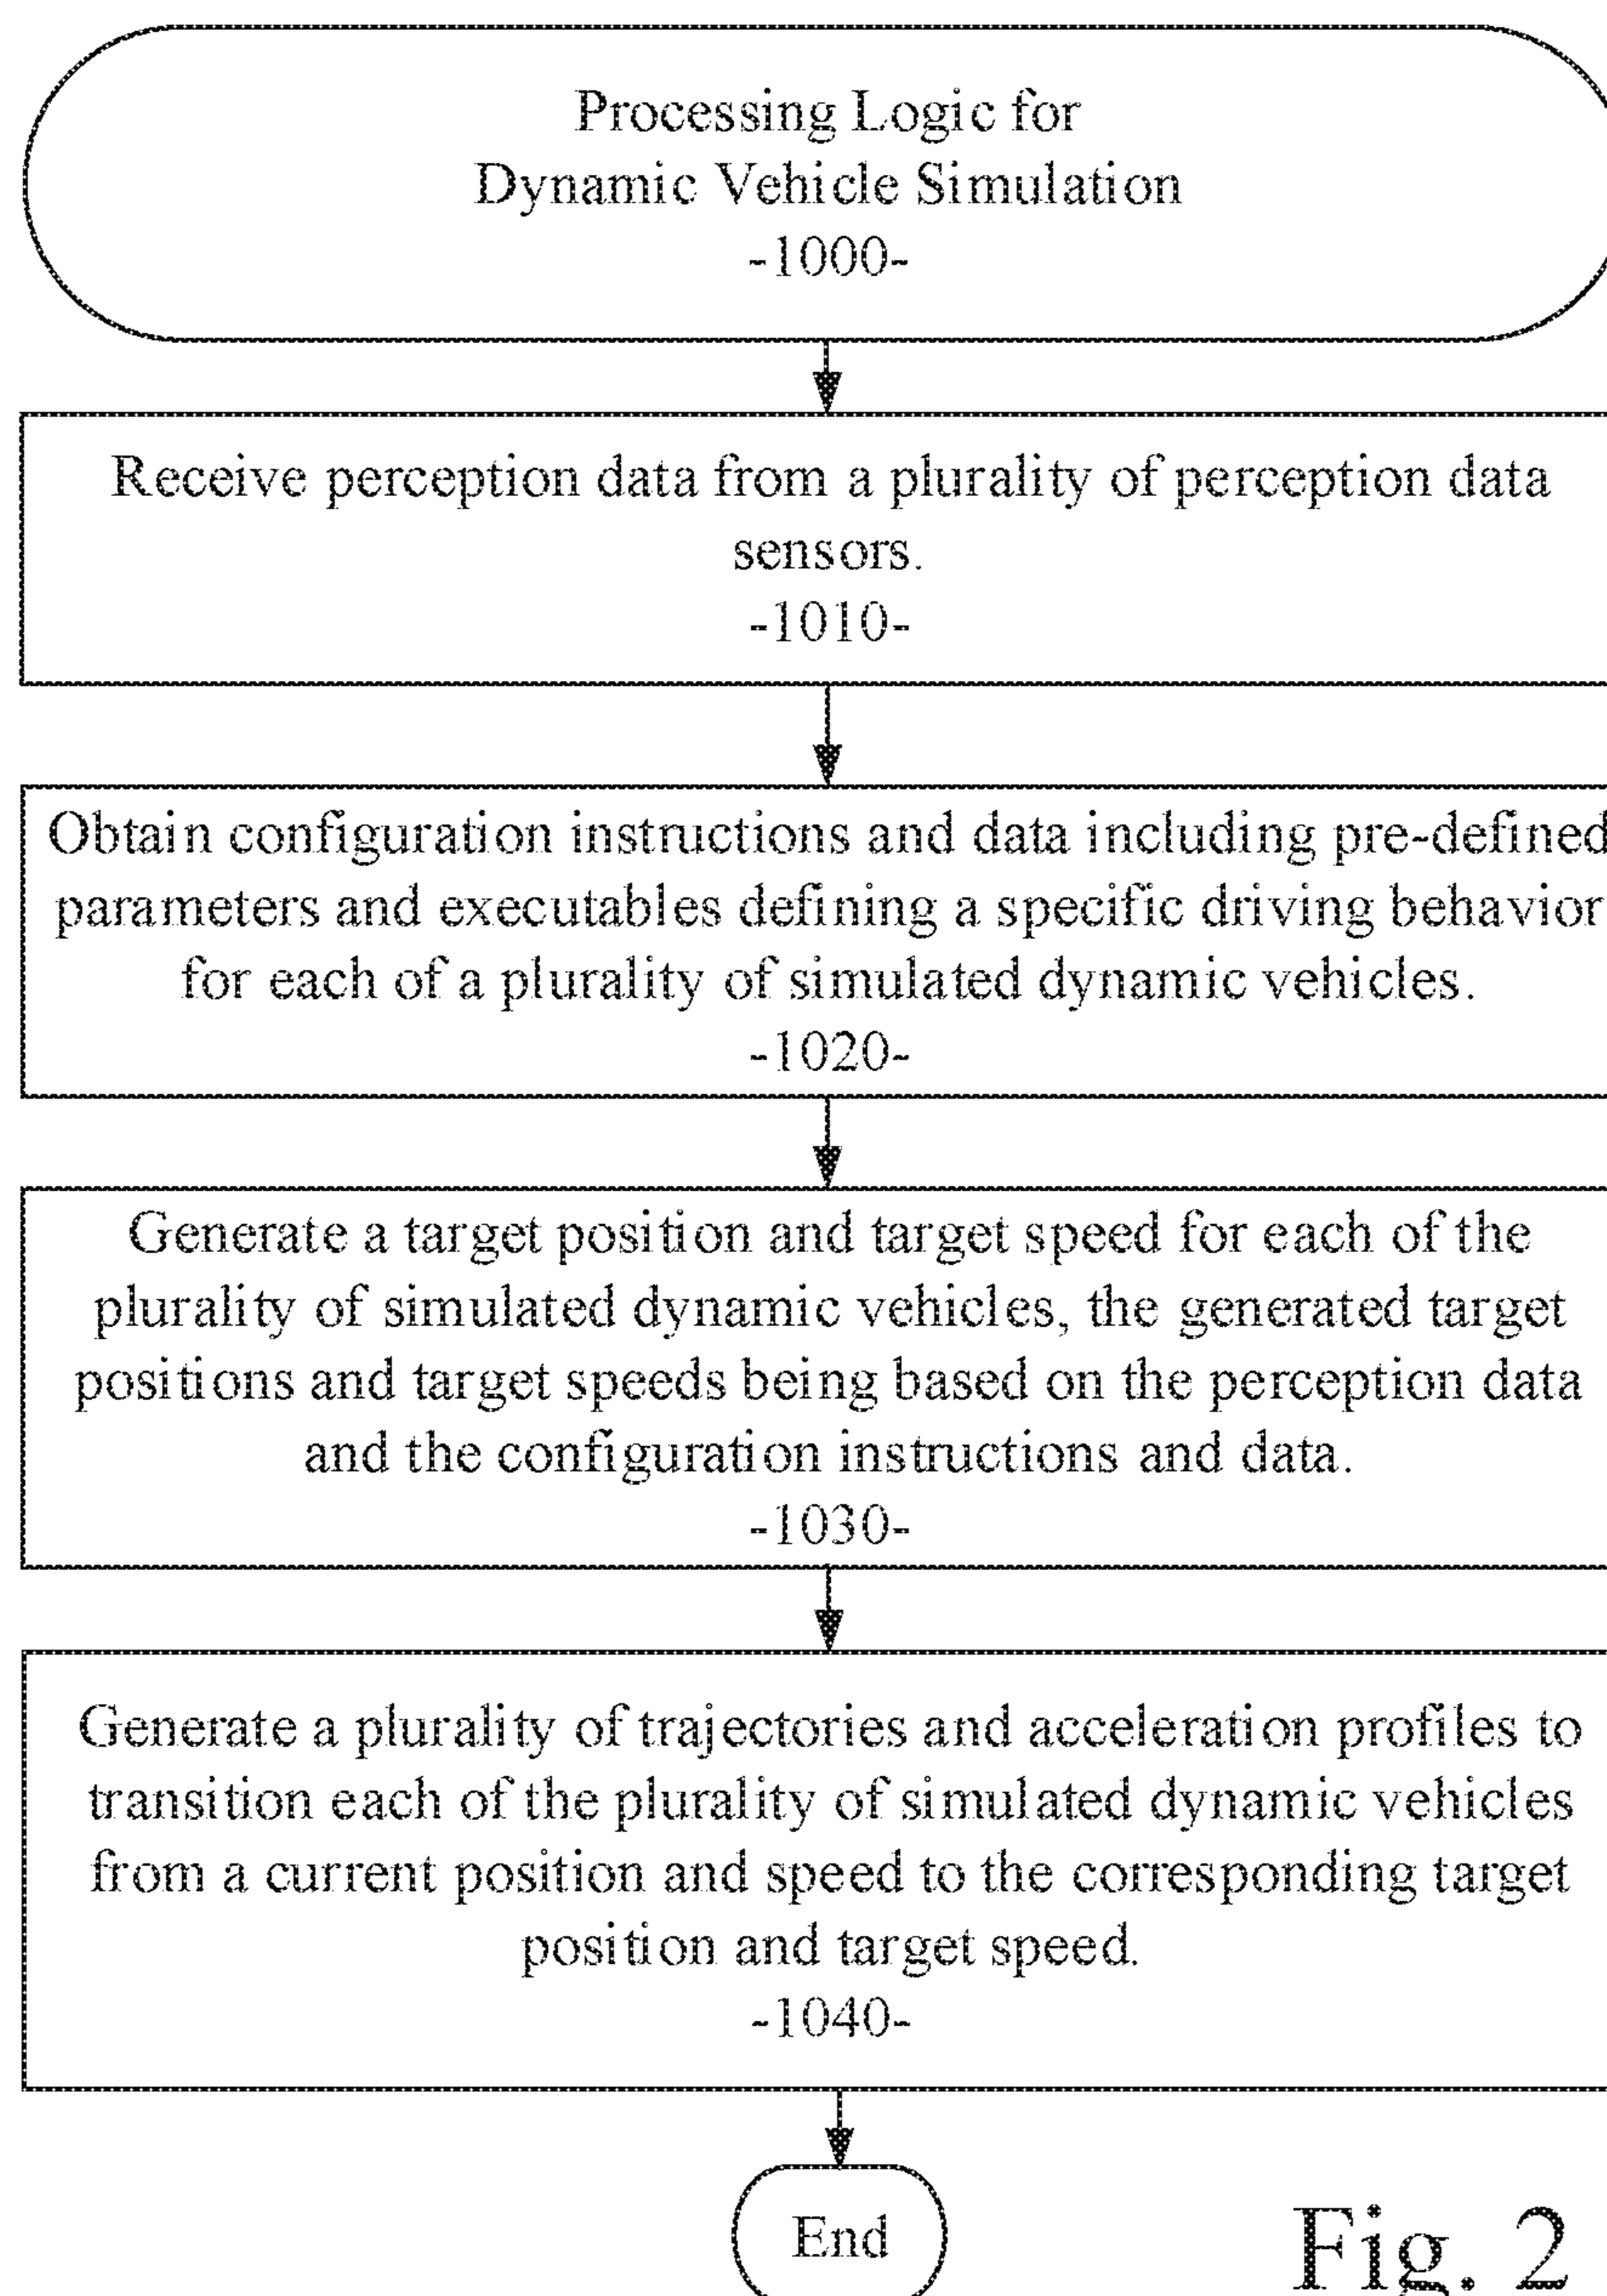 Processing Logic for
Dynamic Vehicle Simulation
-1000-
Receive perception data from a plurality of perception data
sensors.
-1010-
Obtain configuration instructions and data including pre-defined
parameters and executables defining a specific driving behavior
for each of a plurality of simulated dynamic vehicles.
-1020-
Generate a target position and target speed for each of the
plurality of simulated dynamic vehicles, the generated target
positions and target speeds being based on the perception data
and the configuration instructions and data.
-1030-
Generate a plurality of trajectories and acceleration profiles to
transition each of the plurality of simulated dynamic vehicles
from a current position and speed to the corresponding target
position and target speed.
-1040-
End
Fig. 2